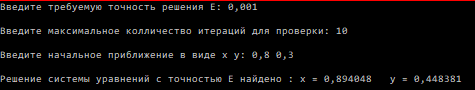 Введите требуемую точность решения E: 0,001
Введите максимальное колличество итераций для проверки: 10
Введите начальное приближение в виде x y: 0,8 0,3
Решение системы уравнений с точностью E найдено : x = 0,894048   y = 0,448381